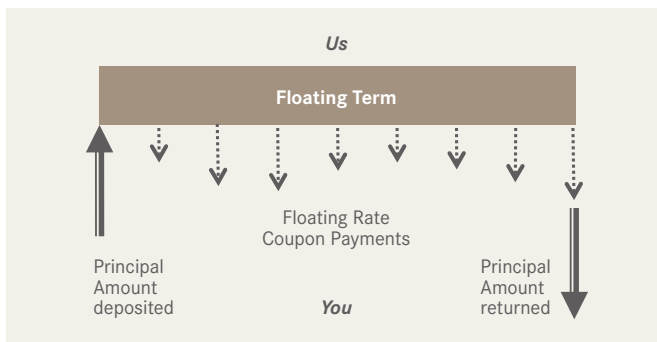 Us
Floating Term
Floating Rate
Coupon Payments
Principal
Amount
deposited
Principal
Amount
returned
You